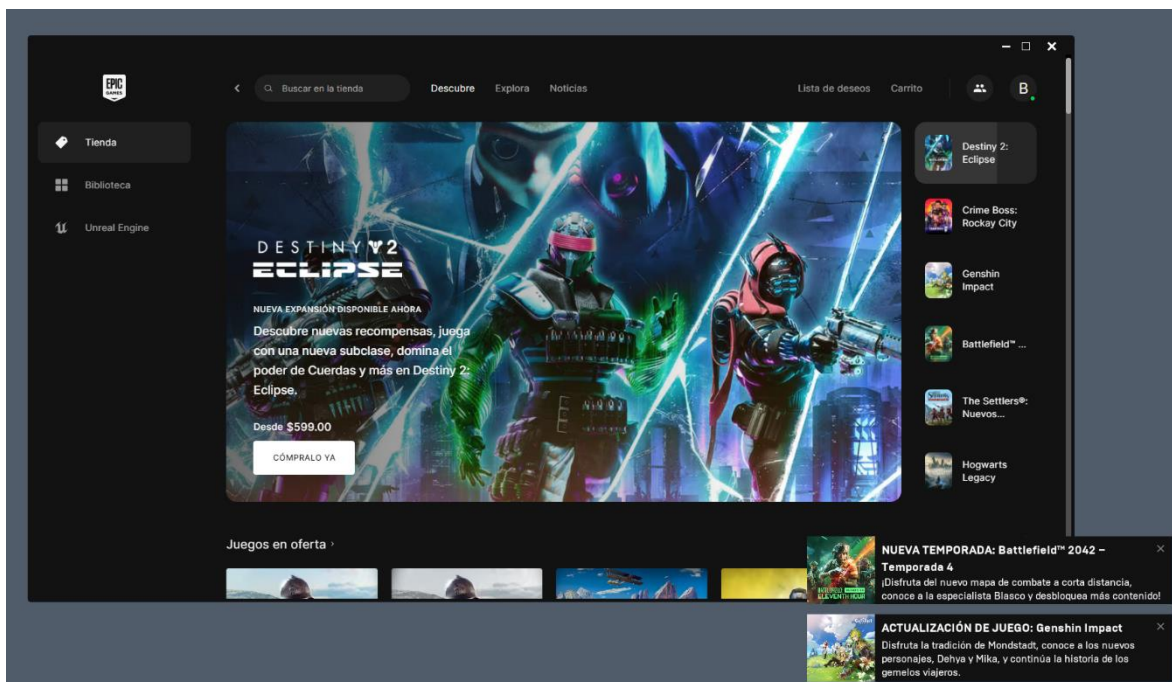 EPIC
GAMES
Buscar en la tienda
Descubre
Explora
Noticias
Lista de deseos
Carrito
B
Tienda
Biblioteca
Unreal Engine
DESTINY 2
ECLIPSE
NUEVA EXPANSIÓN DISPONIBLE AHORA
Descubre nuevas recompensas, juega
con una nueva subclase, domina el
poder de Cuerdas y más en Destiny 2:
Eclipse.
Desde $599.00
CÓMPRALO YA
Destiny 2:
Eclipse
Crime Boss:
Rockay City
Genshin
Impact
Battlefield™ ...
The Settlers®:
Nuevos...
Hogwarts
Legacy
Juegos en oferta
NUEVA TEMPORADA: Battlefield™ 2042 –
Temporada 4
¡Disfruta del nuevo mapa de combate a corta distancia,
conoce a la especialista Blasco y desbloquea más contenido!
ELEVENTH HOUR
ACTUALIZACIÓN DE JUEGO: Genshin Impact
Disfruta la tradición de Mondstadt, conoce a los nuevos
personajes, Dehya y Mika, y continúa la historia de los
gemelos viajeros.